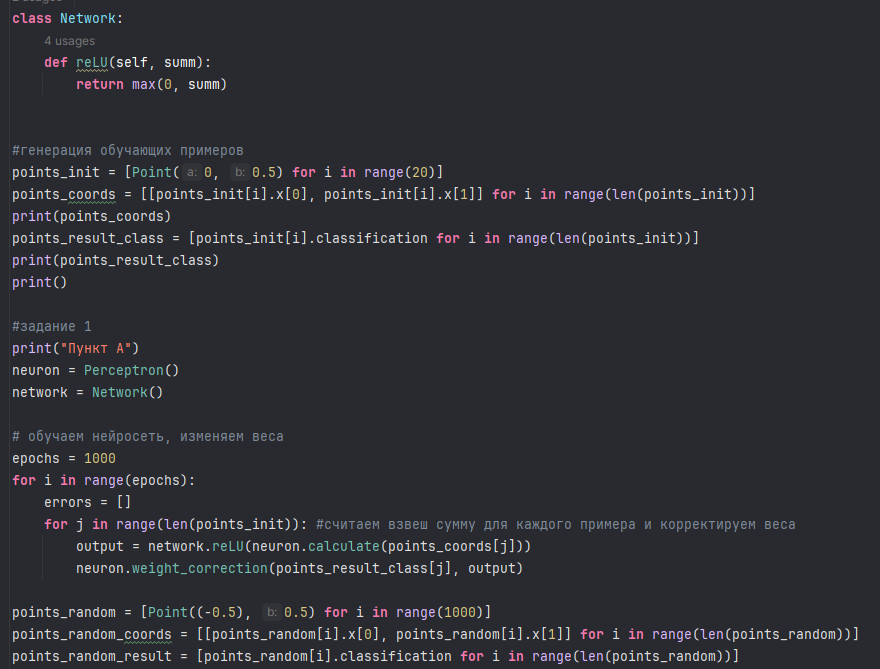 class Network:
4 usages
def reLU(self, summ):
return max(0, summ)
#генерация обучающих примеров
points_init = [Point( a: 0, b: 0.5) for i in range(20)]
points_coords = [[points_init[i].x[0], points_init[i].x[1]] for i in range(len(points_init))]
print(points_coords)
points_result_class = [points_init[i].classification for i in range(len(points_init))]
print(points_result_class)
print()
#задание 1
print("Пункт А")
neuron = Perceptron()
network = Network()
# обучаем нейросеть, изменяем веса
epochs = 1000
for i in range(epochs):
errors = []
for j in range(len(points_init)): #считаем взвеш сумму для каждого примера и корректируем веса
output = network.reLU(neuron.calculate(points_coords[j]))
neuron.weight_correction(points_result_class[j], output)
points_random = [Point((-0.5), b: 0.5) for i in range(1000)]
points_random_coords = [[points_random[i].x[0], points_random[i].x[1]] for i in range(len(points_random))]
points_random_result = [points_random[i].classification for i in range(len(points_random))]